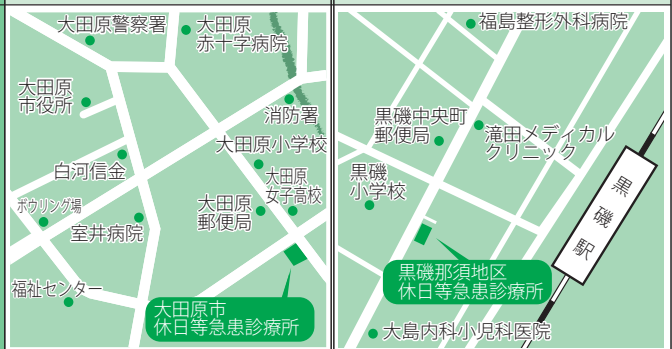 大田原警察署
大田原
赤十字病院
大田原
市役所
消防署
大田原小学校
白河信金
大田原
女子高校
ボウリング場
大田原
郵便局
室井病院
福祉センター
大田原市
休日等急患診療所
福島整形外科病院
黒磯中央町
郵便局
滝田メディカル
クリニック
黒磯
小学校
黒磯駅
黒磯那須地区
休日等急患診療所
大島内科小児科医院